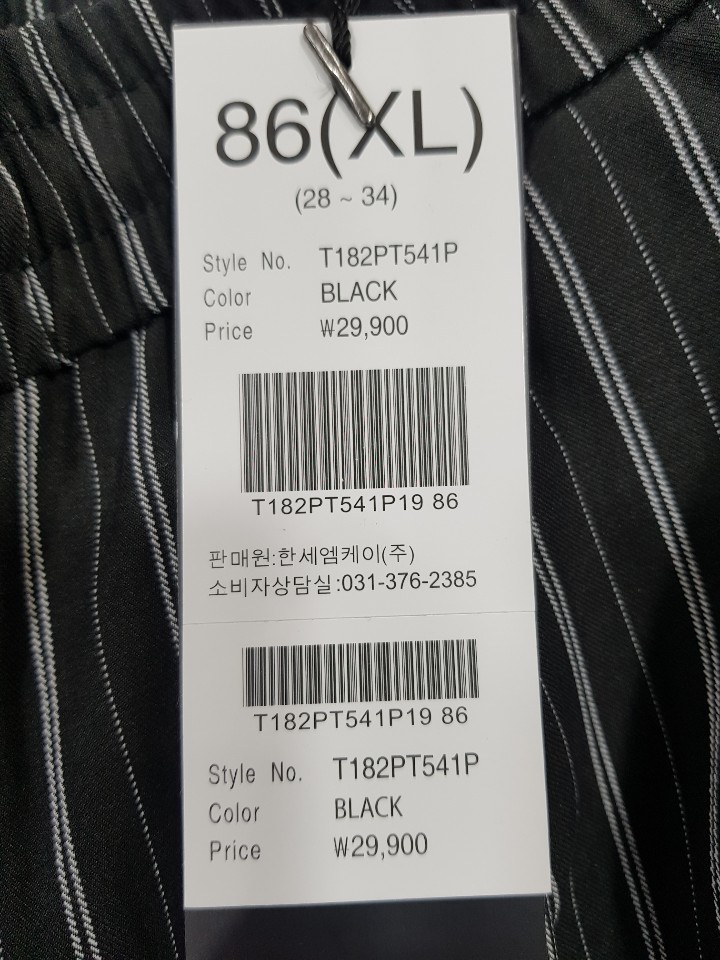 86(XL)
(28 ~ 34)
Style No. T182PT541P
Color BLACK
Price ₩29,900
T182PT541P19 86
판매원:한세엠케이(주)
소비자상담실:031-376-2385
T182PT541P19 86
Style No. T182PT541P
Color BLACK
Price ₩29,900